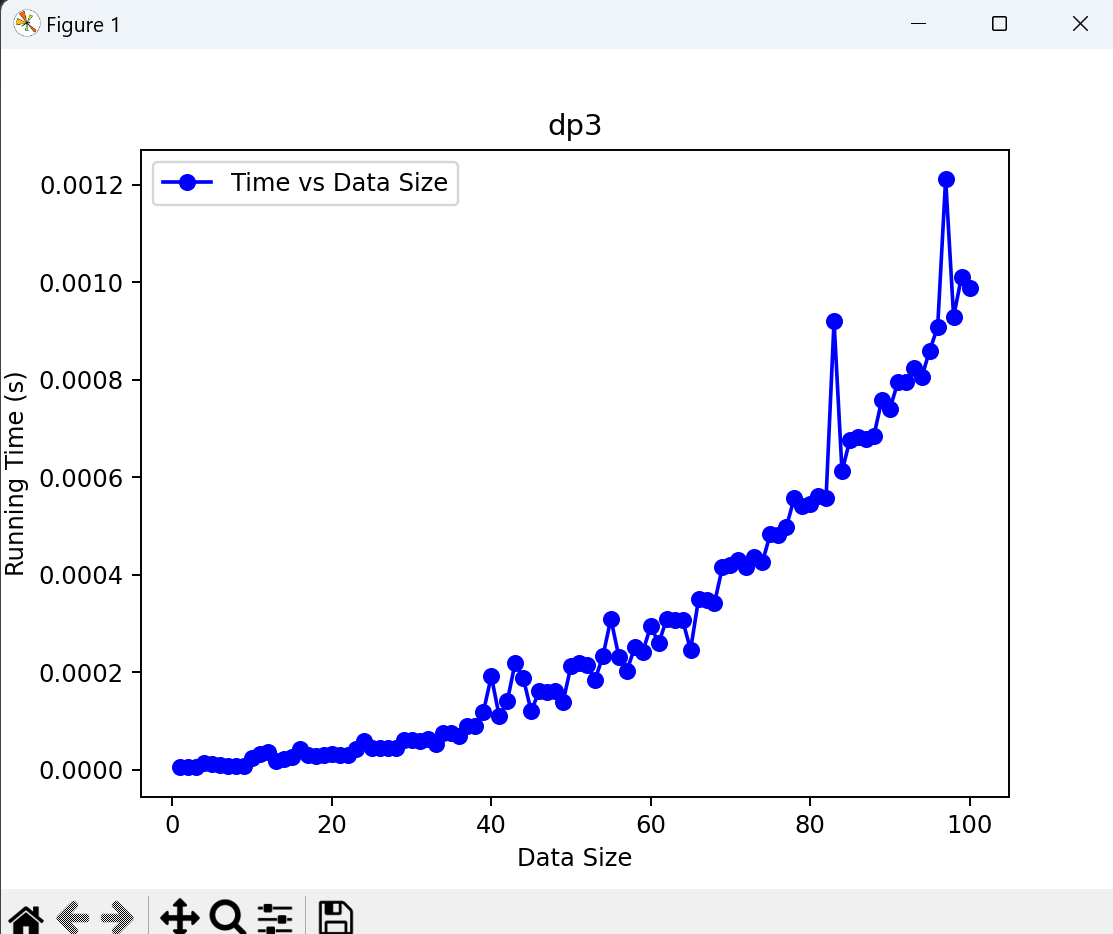 Figure 1
dp3
Time vs Data Size
0.0012
0.0010
0.0008
0.0006
0.0004
0.0002
0.0000
Running Time (s)
0 20 40 60 80 100
Data Size